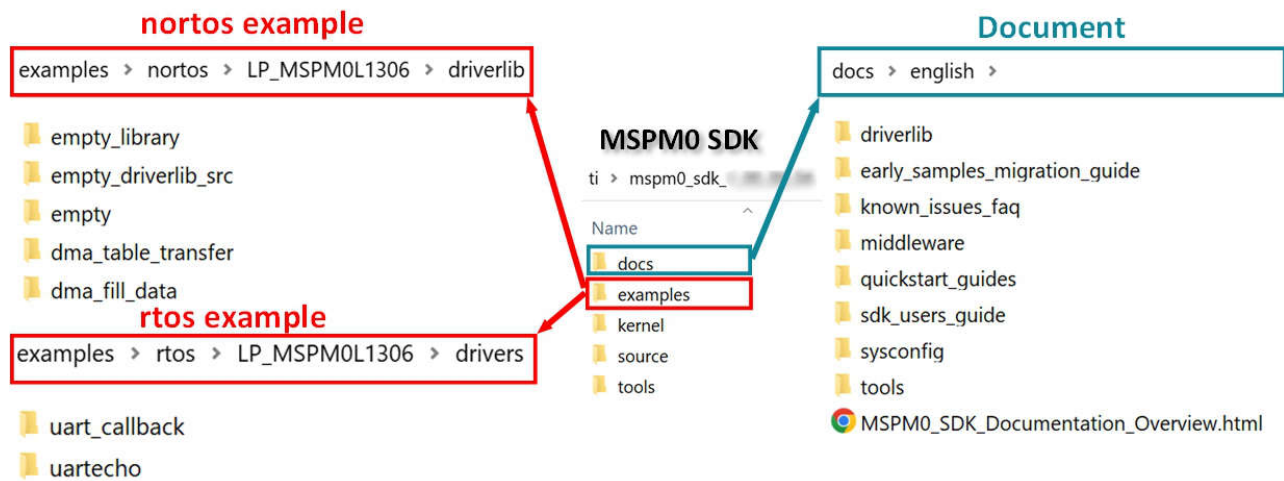 nortos example
examples > nortos > LP_MSPM0L1306 > driverlib
empty_library
empty_driverlib_src
empty
dma_table_transfer
dma_fill_data
rtos example
examples > rtos > LP_MSPM0L1306 > drivers
uart_callback
uartecho
MSPM0 SDK
ti > mspm0_sdk_
Name
docs
examples
kernel
source
tools
Document
docs > english >
driverlib
early_samples_migration_guide
known_issues_faq
middleware
quickstart_guides
sdk_users_guide
sysconfig
tools
MSPM0_SDK_Documentation_Overview.html